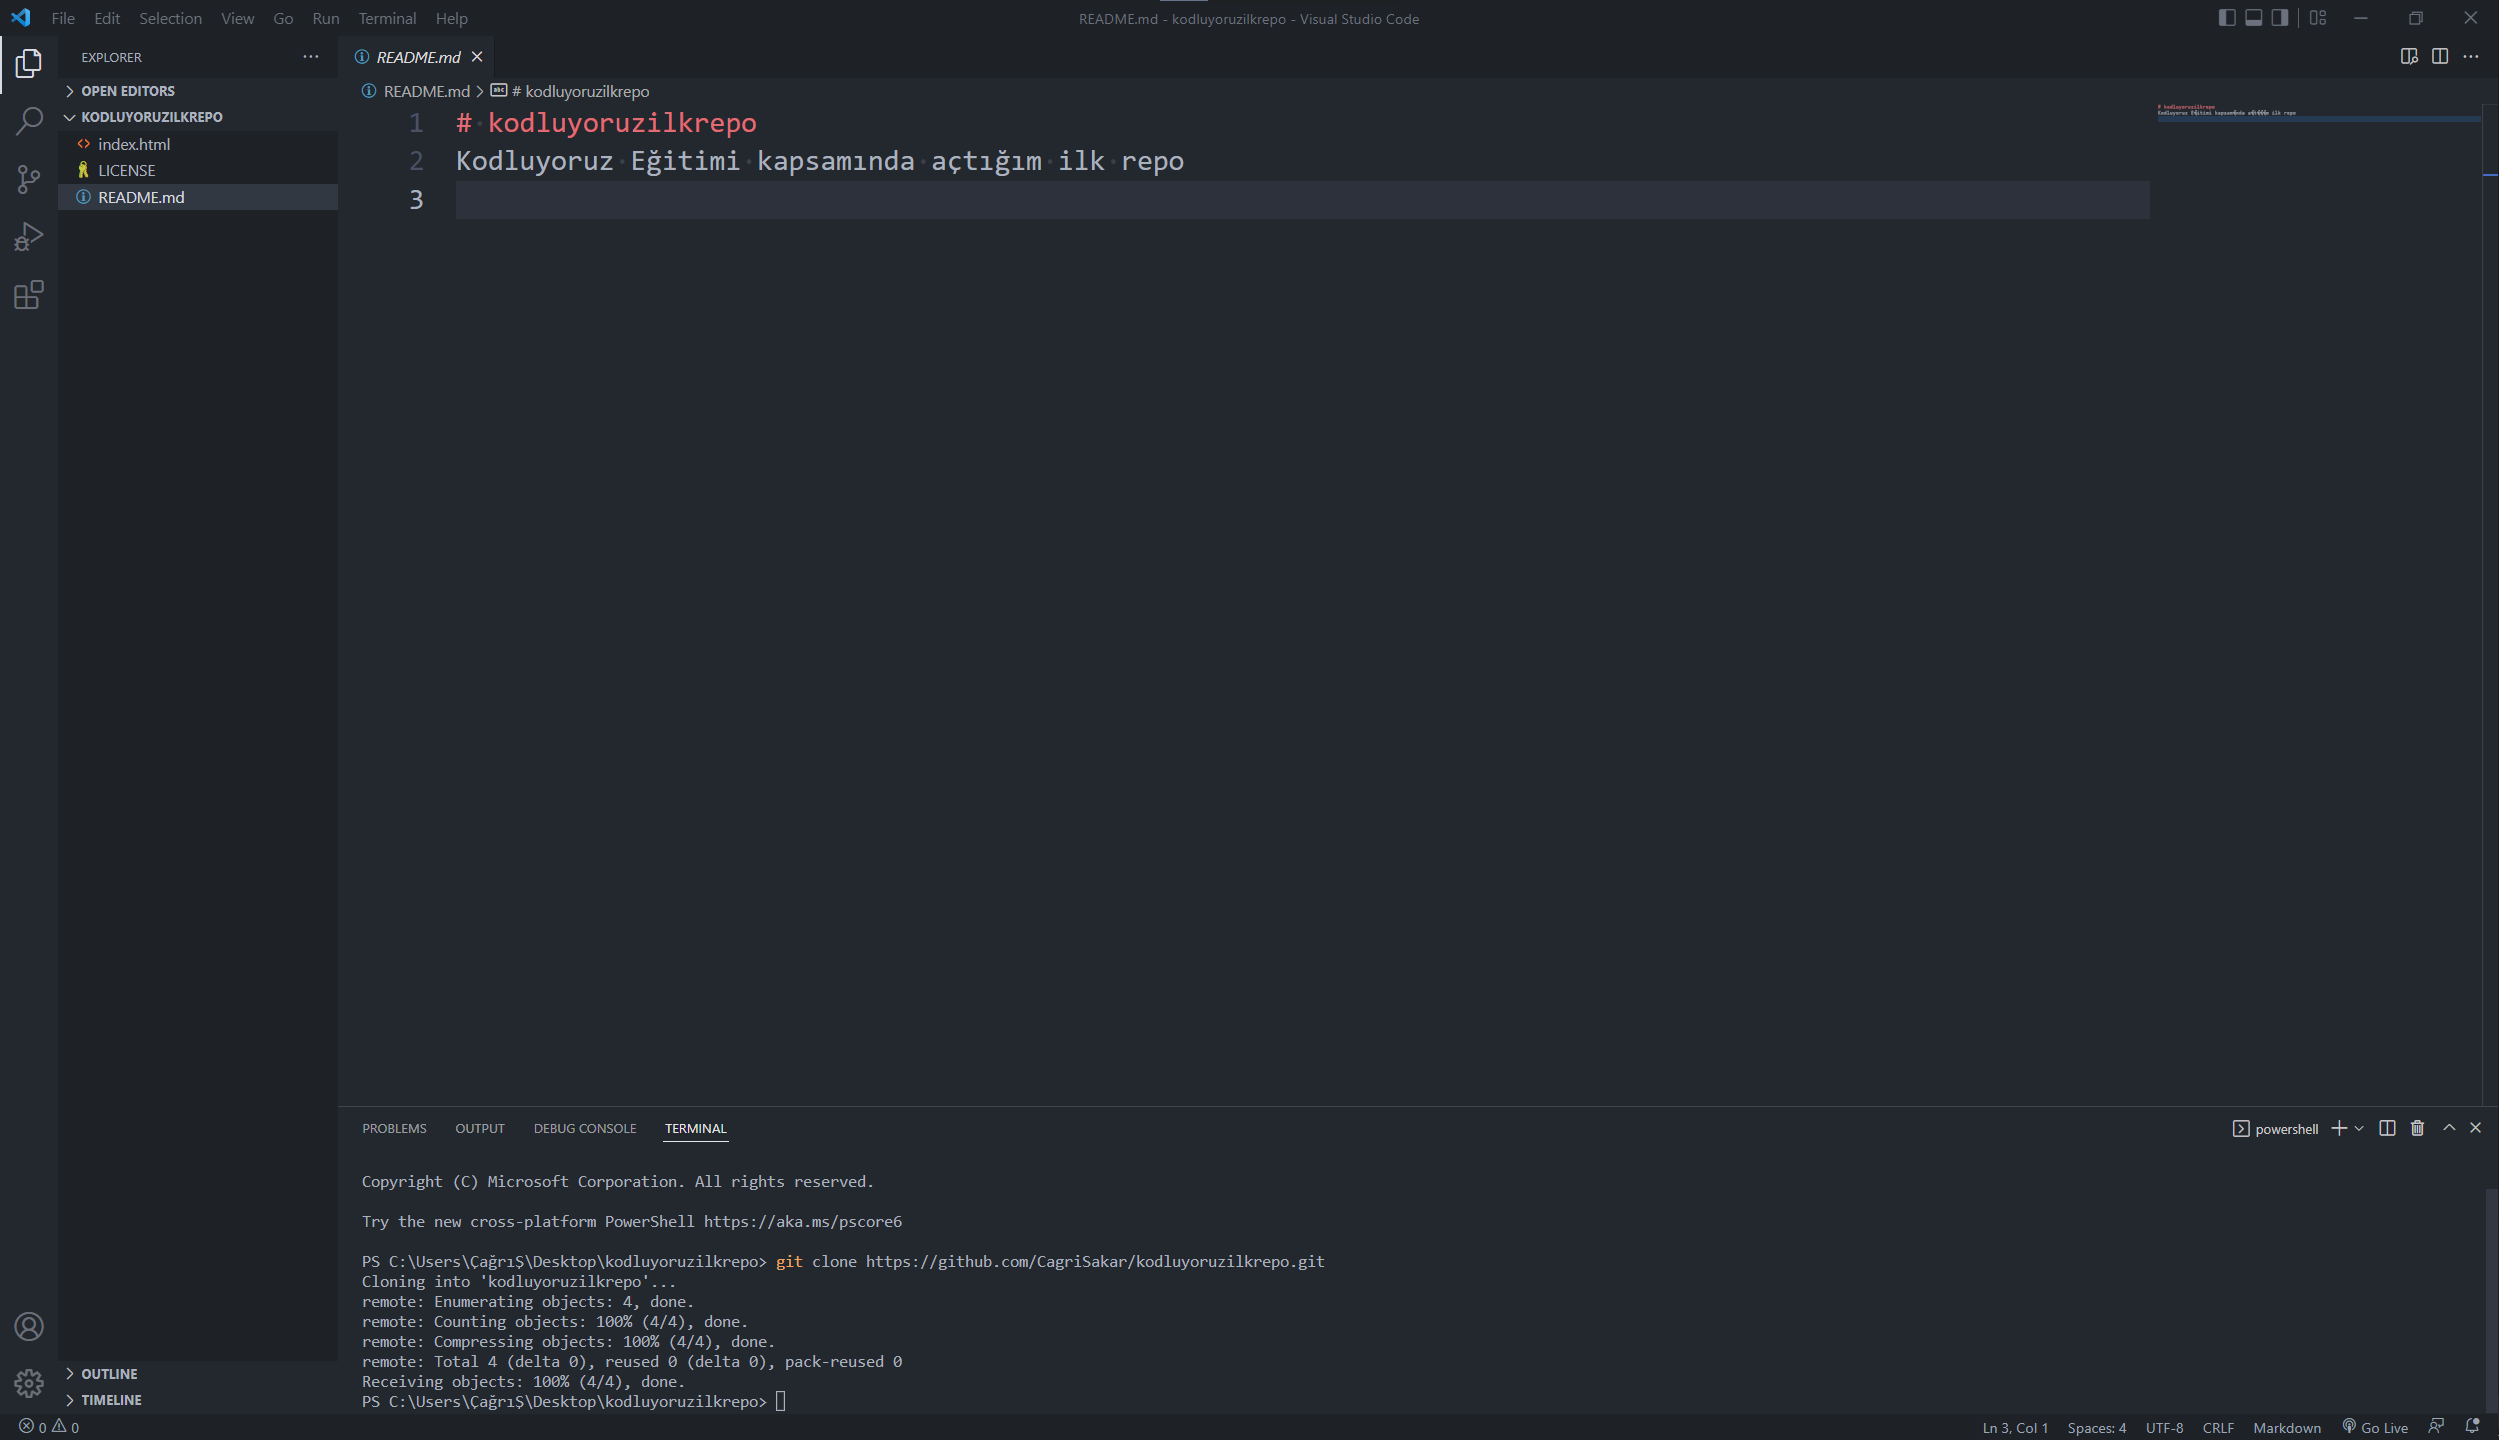 File Edit Selection View Go Run Terminal Help
README.md - kodluyoruzilkrepo - Visual Studio Code
EXPLORER
OPEN EDITORS
KODLUYORUZILKREPO
index.html
LICENSE
README.md
README.md
README.md > # kodluyoruzilkrepo
1 # kodluyoruzilkrepo
2 Kodluyoruz Eğitimi kapsamında açtığım ilk repo
3
PROBLEMS OUTPUT DEBUG CONSOLE TERMINAL
powershell
Copyright (C) Microsoft Corporation. All rights reserved.
Try the new cross-platform PowerShell https://aka.ms/pscore6
PS C:\Users\ÇağrıŞ\Desktop\kodluyoruzilkrepo> git clone https://github.com/CagriSakar/kodluyoruzilkrepo.git
Cloning into 'kodluyoruzilkrepo'...
remote: Enumerating objects: 4, done.
remote: Counting objects: 100% (4/4), done.
remote: Compressing objects: 100% (4/4), done.
remote: Total 4 (delta 0), reused 0 (delta 0), pack-reused 0
Receiving objects: 100% (4/4), done.
PS C:\Users\ÇağrıŞ\Desktop\kodluyoruzilkrepo>
OUTLINE
TIMELINE
0 0
Ln 3, Col 1 Spaces: 4 UTF-8 CRLF Markdown Go Live